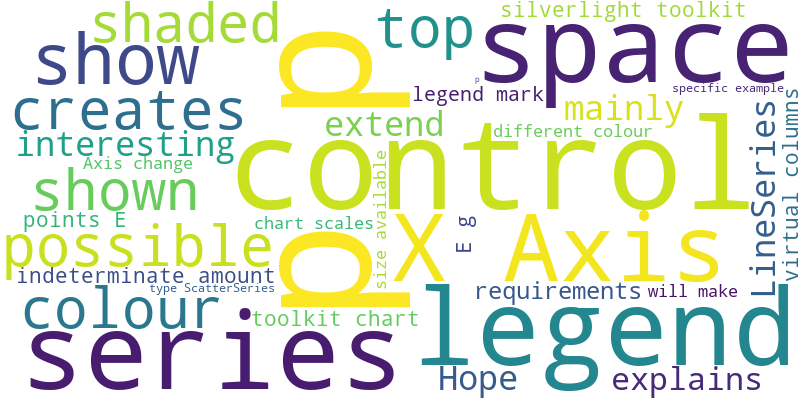 shaded
top
silverlight toolkit
show
space
p
specific example
legend mark
creates
mainly
extend
different colour
interesting
Axis change
control
LineSeries
virtual columns
size available
shown
points E
chart scales
X Axis
E g
possible
p p
indeterminate amount
type ScatterSeries
requirements
will make
colour
toolkit chart
legend
series
Hope
explains